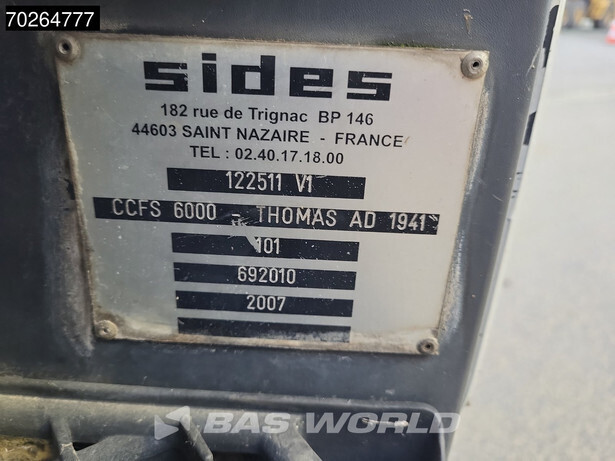 70264777
sides
182 rue de Trignac BP 146
44603 SAINT NAZAIRE - FRANCE
TEL : 02.40.17.18.00
122511 V1
CCFS 6000 - THOMAS AD 1941
101
692010
2007
BAS WORLD